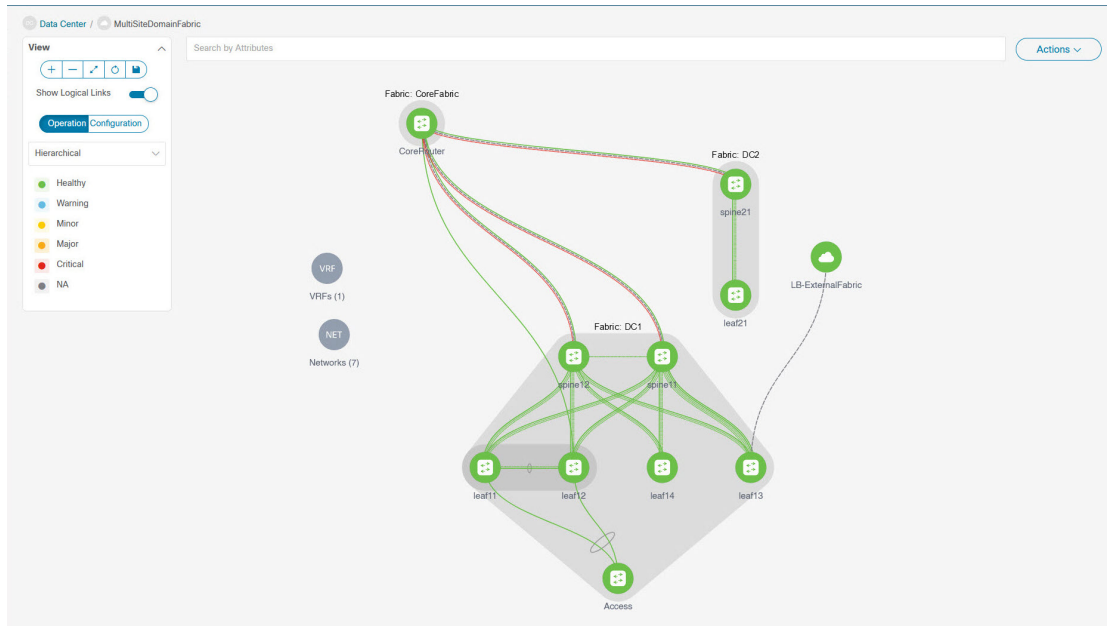 Data Center / MultiSiteDomainFabric
View
Search by Attributes
Actions
Show Logical Links
Operation Configuration
Hierarchical
Healthy
Warning
Minor
Major
Critical
NA
Fabric: CoreFabric
CoreRouter
Fabric: DC2
spine21
leaf21
VRF
VRFs (1)
NET
Networks (7)
LB-ExternalFabric
Fabric: DC1
spine12
spine11
leaf11
leaf12
leaf14
leaf13
Access